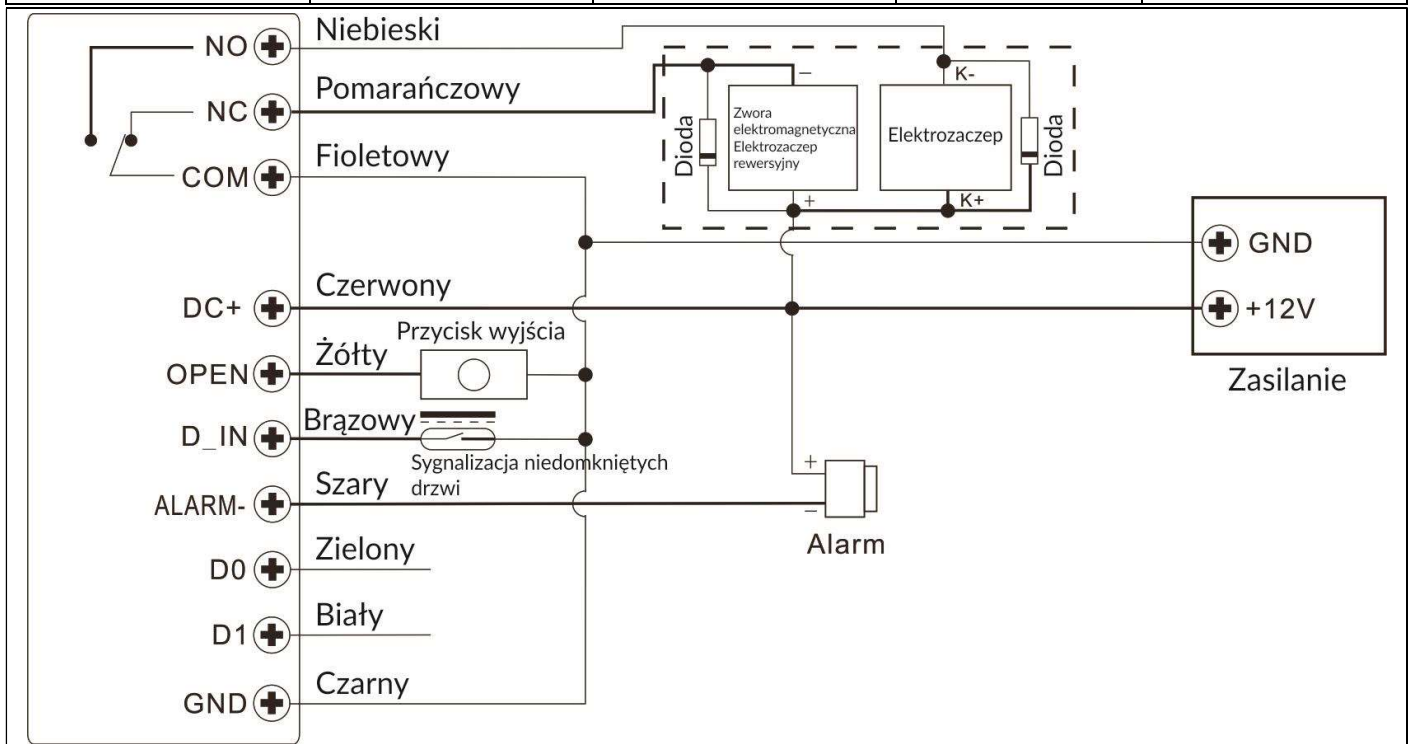 NO
Niebieski
NC
Pomarańczowy
COM
Fioletowy
DC+
Czerwony
OPEN
Żółty
Przycisk wyjścia
D_IN
Brązowy
Sygnalizacja niedomkniętych
drzwi
ALARM-
Szary
D0
Zielony
D1
Biały
GND
Czarny
Dioda
–
Zwora
elektromagnetyczna
Elektrozaczep
rewersyjny
+
K-
Elektrozaczep
K+
Dioda
GND
+12V
Zasilanie
+
–
Alarm